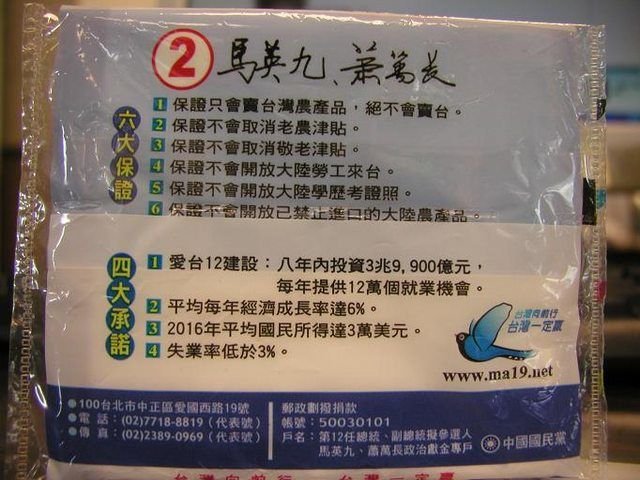 2 馬英九、蕭萬長
六大保證
1 保證只會賣台灣農產品，絕不會賣台。
2 保證不會取消老農津貼。
3 保證不會取消敬老津貼。
4 保證不會開放大陸勞工來台。
5 保證不會開放大陸學歷考證照。
6 保證不會開放已禁止進口的大陸農產品。
四大承諾
1 愛台12建設：八年內投資3兆9,900億元，
每年提供12萬個就業機會。
2 平均每年經濟成長率達6%。
3 2016年平均國民所得達3萬美元。
4 失業率低於3%。
台灣向前行
台灣一定贏
www.ma19.net
●100台北市中正區愛國西路19號
●電話：(02)7718-8819（代表號）
●傳真：(02)2389-0969（代表號）
郵政劃撥捐款
帳號：50030101
戶名：第12任總統、副總統擬參選人
馬英九、蕭萬長政治獻金專戶
中國國民黨
台灣向前行 台灣一定贏